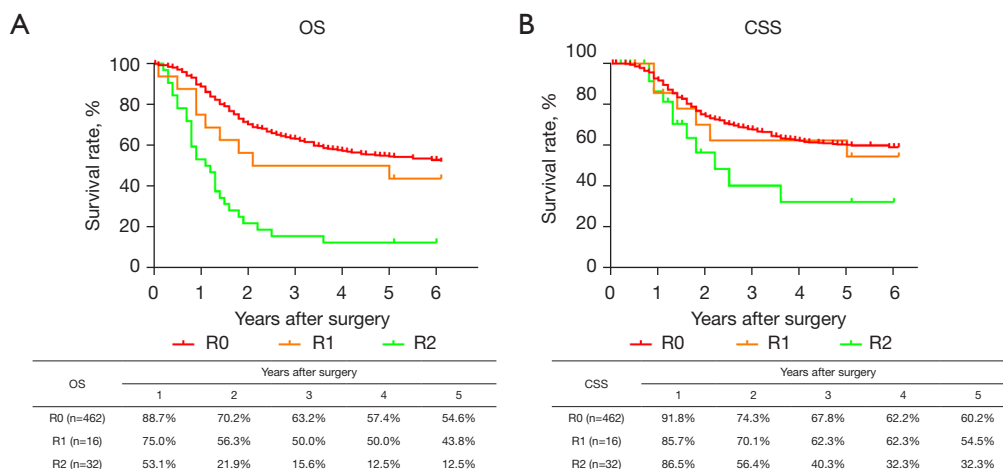 A
OS
Survival rate, %
100
80
60
40
20
0
0 1 2 3 4 5 6
Years after surgery
R0 R1 R2
OS Years after surgery
1 2 3 4 5
R0 (n=462) 88.7% 70.2% 63.2% 57.4% 54.6%
R1 (n=16) 75.0% 56.3% 50.0% 50.0% 43.8%
R2 (n=32) 53.1% 21.9% 15.6% 12.5% 12.5%
B
CSS
Survival rate, %
100
80
60
40
20
0
0 1 2 3 4 5 6
Years after surgery
R0 R1 R2
CSS Years after surgery
1 2 3 4 5
R0 (n=462) 91.8% 74.3% 67.8% 62.2% 60.2%
R1 (n=16) 85.7% 70.1% 62.3% 62.3% 54.5%
R2 (n=32) 86.5% 56.4% 40.3% 32.3% 32.3%